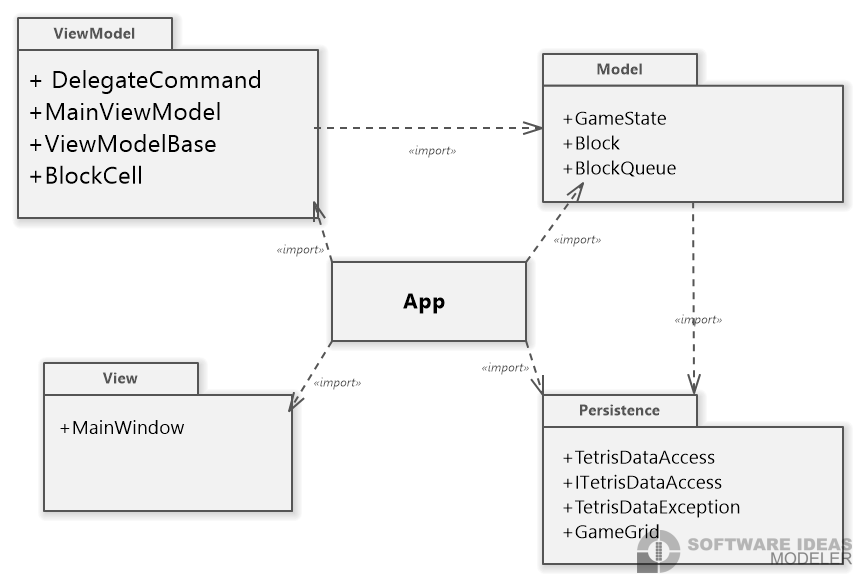 ViewModel
+ DelegateCommand
+MainViewModel
+ViewModelBase
+BlockCell
Model
+GameState
+Block
+BlockQueue
«import»
«import»
«import»
App
«import»
«import»
«import»
View
+MainWindow
Persistence
+TetrisDataAccess
+ITetrisDataAccess
+TetrisDataException
+GameGrid
SOFTWARE IDEAS
MODELER